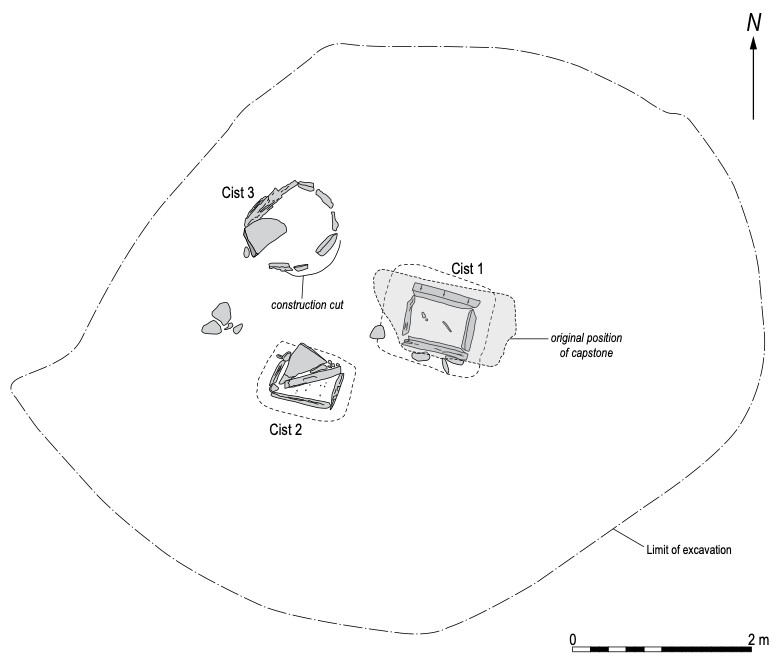 N
Cist 3
Cist 1
construction cut
original position
of capstone
Cist 2
Limit of excavation
0
2 m